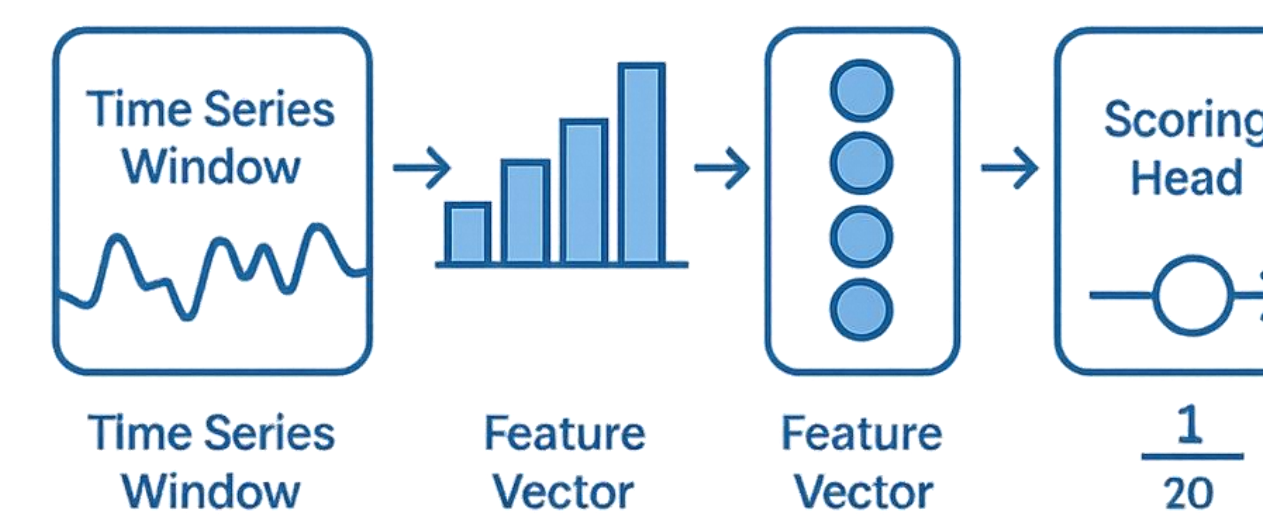 Time Series
Window
Scoring
Head
Time Series
Window
Feature
Vector
Feature
Vector
1
20